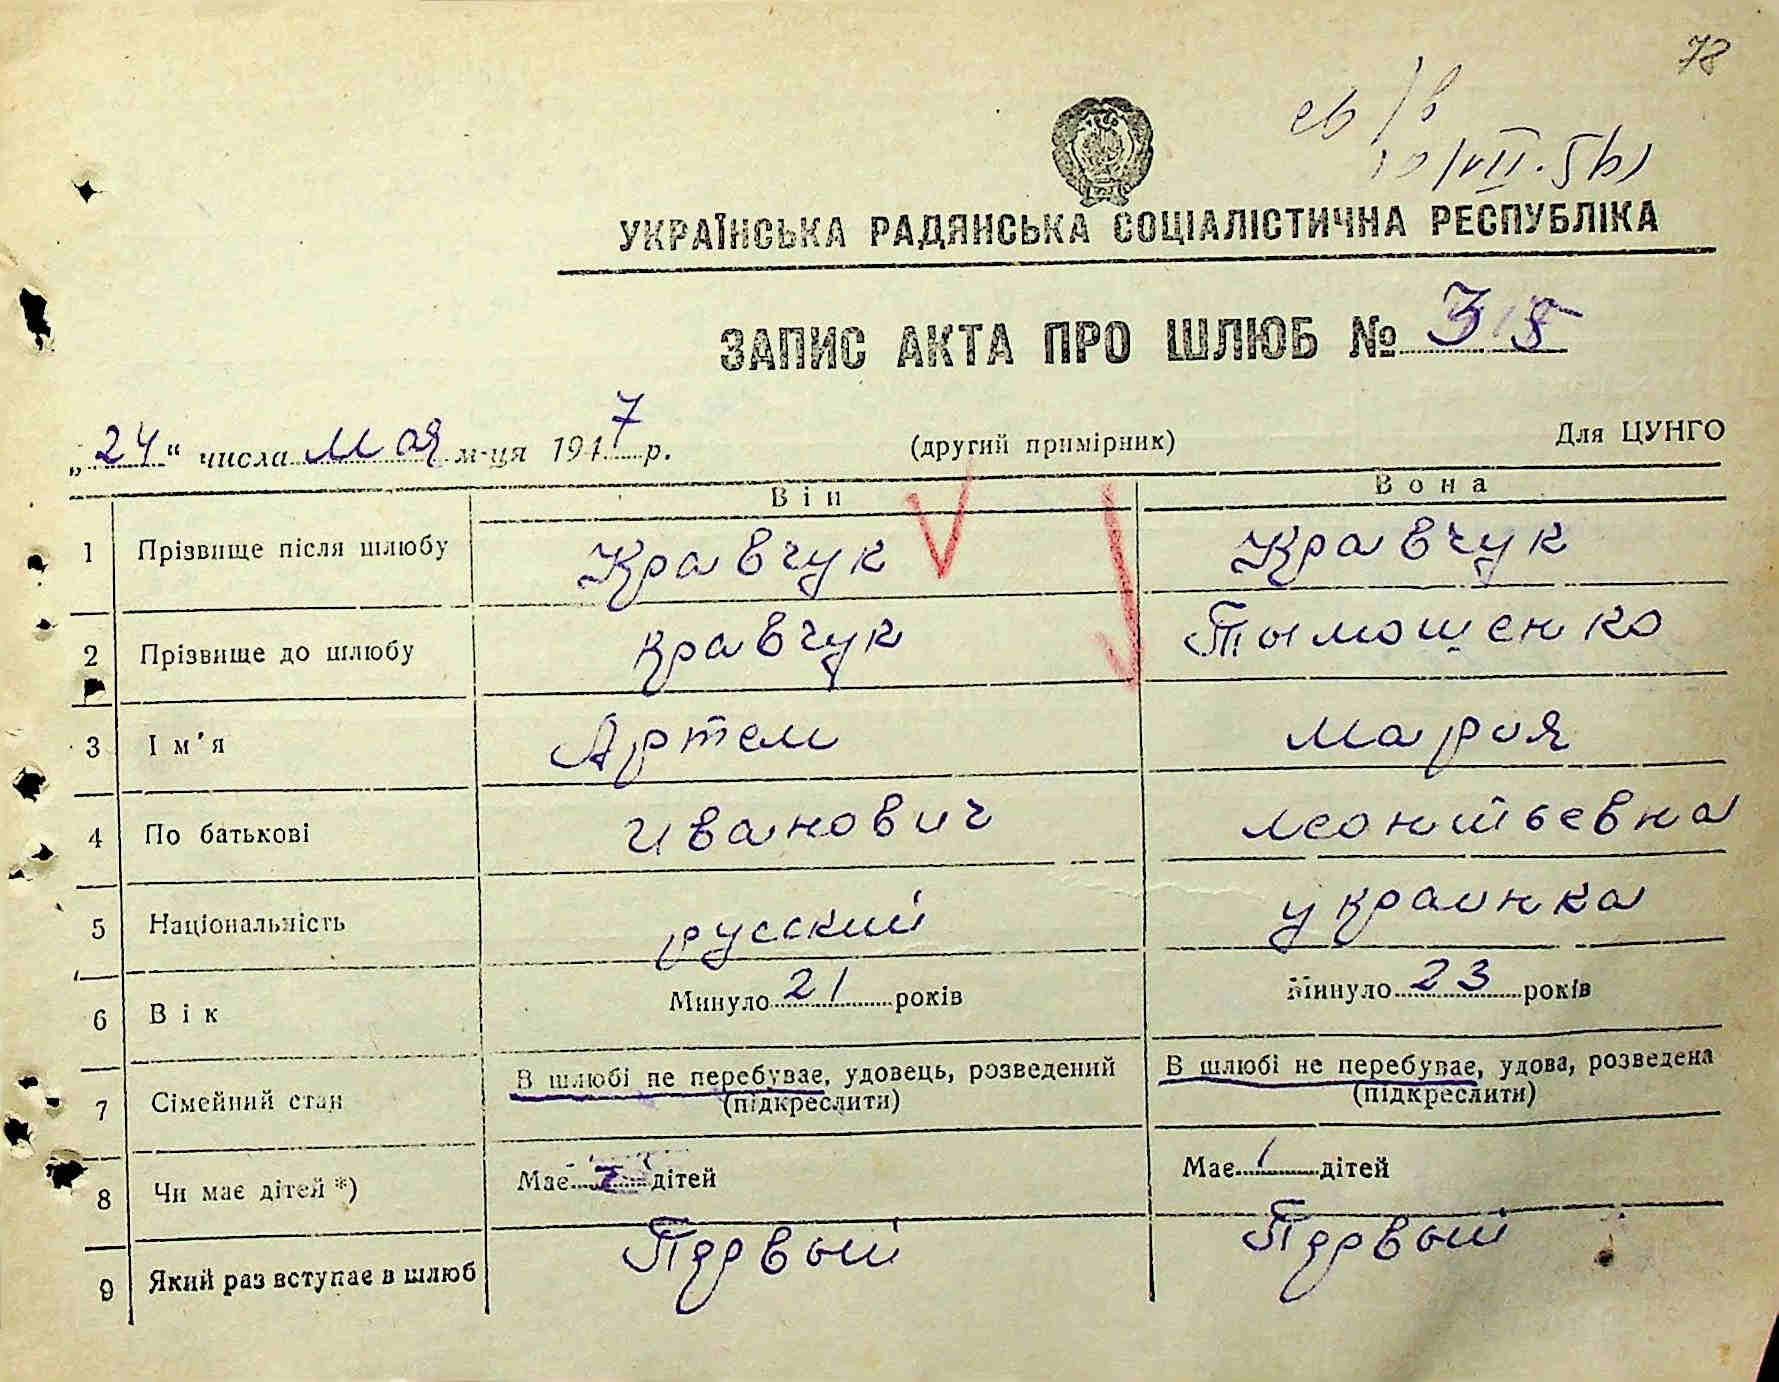 78
УКРАЇНСЬКА РАДЯНСЬКА СОЦІАЛІСТИЧНА РЕСПУБЛІКА
ЗАПИС АКТА ПРО ШЛЮБ №
„24“ числа Мая м-ця 1947 р. (другий примірник) Для ЦУНГО
Він Вона
1 Прізвище після шлюбу Кравчук Кравчук
2 Прізвище до шлюбу Кравчук Тымошенко
3 Ім'я Артем Мария
4 По батькові Иванович Леонтьевна
5 Національність русский украинка
6 Вік Минуло 21 років Минуло 23 років
7 Сімейний стан В шлюбі не перебуває, удовець, розведений В шлюбі не перебуває, удова, розведена
(підкреслити) (підкреслити)
8 Чи має дітей *) Має дітей Має 1 дітей
9 Який раз вступає в шлюб Первый Первый